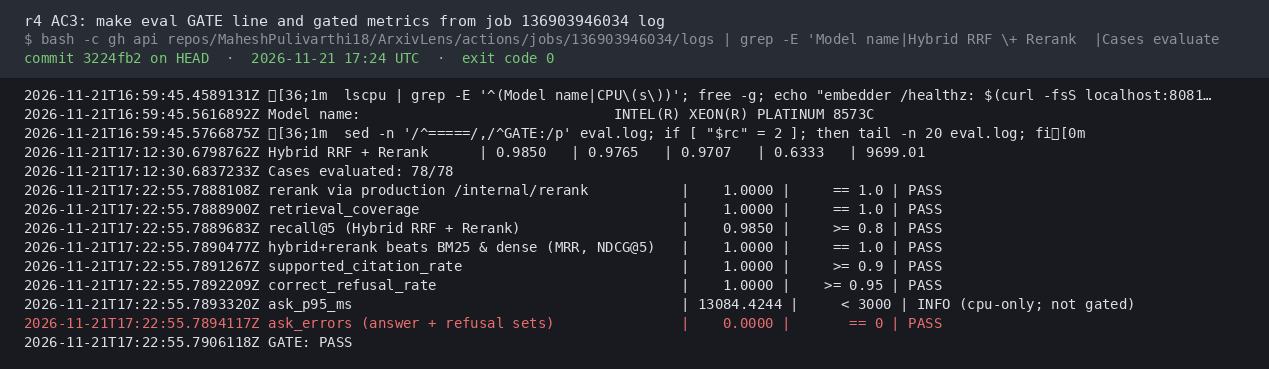 r4 AC3: make eval GATE line and gated metrics from job 136903946034 log
$ bash -c gh api repos/MaheshPulivarthi18/ArxivLens/actions/jobs/136903946034/logs | grep -E 'Model name|Hybrid RRF \+ Rerank  |Cases evaluate
commit 3224fb2 on HEAD  ·  2026-11-21 17:24 UTC  ·  exit code 0
2026-11-21T16:59:45.4589131Z □[36;1m  lscpu | grep -E '^(Model name|CPU\(s\))'; free -g; echo "embedder /healthz: $(curl -fsS localhost:8081…
2026-11-21T16:59:45.5616892Z Model name:                              INTEL(R) XEON(R) PLATINUM 8573C
2026-11-21T16:59:45.5766875Z □[36;1m  sed -n '/^=====/,/^GATE:/p' eval.log; if [ "$rc" = 2 ]; then tail -n 20 eval.log; fi□[0m
2026-11-21T17:12:30.6798762Z Hybrid RRF + Rerank      | 0.9850   | 0.9765   | 0.9707   | 0.6333   | 9699.01
2026-11-21T17:12:30.6837233Z Cases evaluated: 78/78
2026-11-21T17:22:55.7888108Z rerank via production /internal/rerank           |    1.0000 |     == 1.0 | PASS
2026-11-21T17:22:55.7888900Z retrieval_coverage                               |    1.0000 |     == 1.0 | PASS
2026-11-21T17:22:55.7889683Z recall@5 (Hybrid RRF + Rerank)                   |    0.9850 |     >= 0.8 | PASS
2026-11-21T17:22:55.7890477Z hybrid+rerank beats BM25 & dense (MRR, NDCG@5)   |    1.0000 |     == 1.0 | PASS
2026-11-21T17:22:55.7891267Z supported_citation_rate                          |    1.0000 |     >= 0.9 | PASS
2026-11-21T17:22:55.7892209Z correct_refusal_rate                             |    1.0000 |    >= 0.95 | PASS
2026-11-21T17:22:55.7893320Z ask_p95_ms                                       | 13084.4244 |     < 3000 | INFO (cpu-only; not gated)
2026-11-21T17:22:55.7894117Z ask_errors (answer + refusal sets)               |    0.0000 |       == 0 | PASS
2026-11-21T17:22:55.7906118Z GATE: PASS